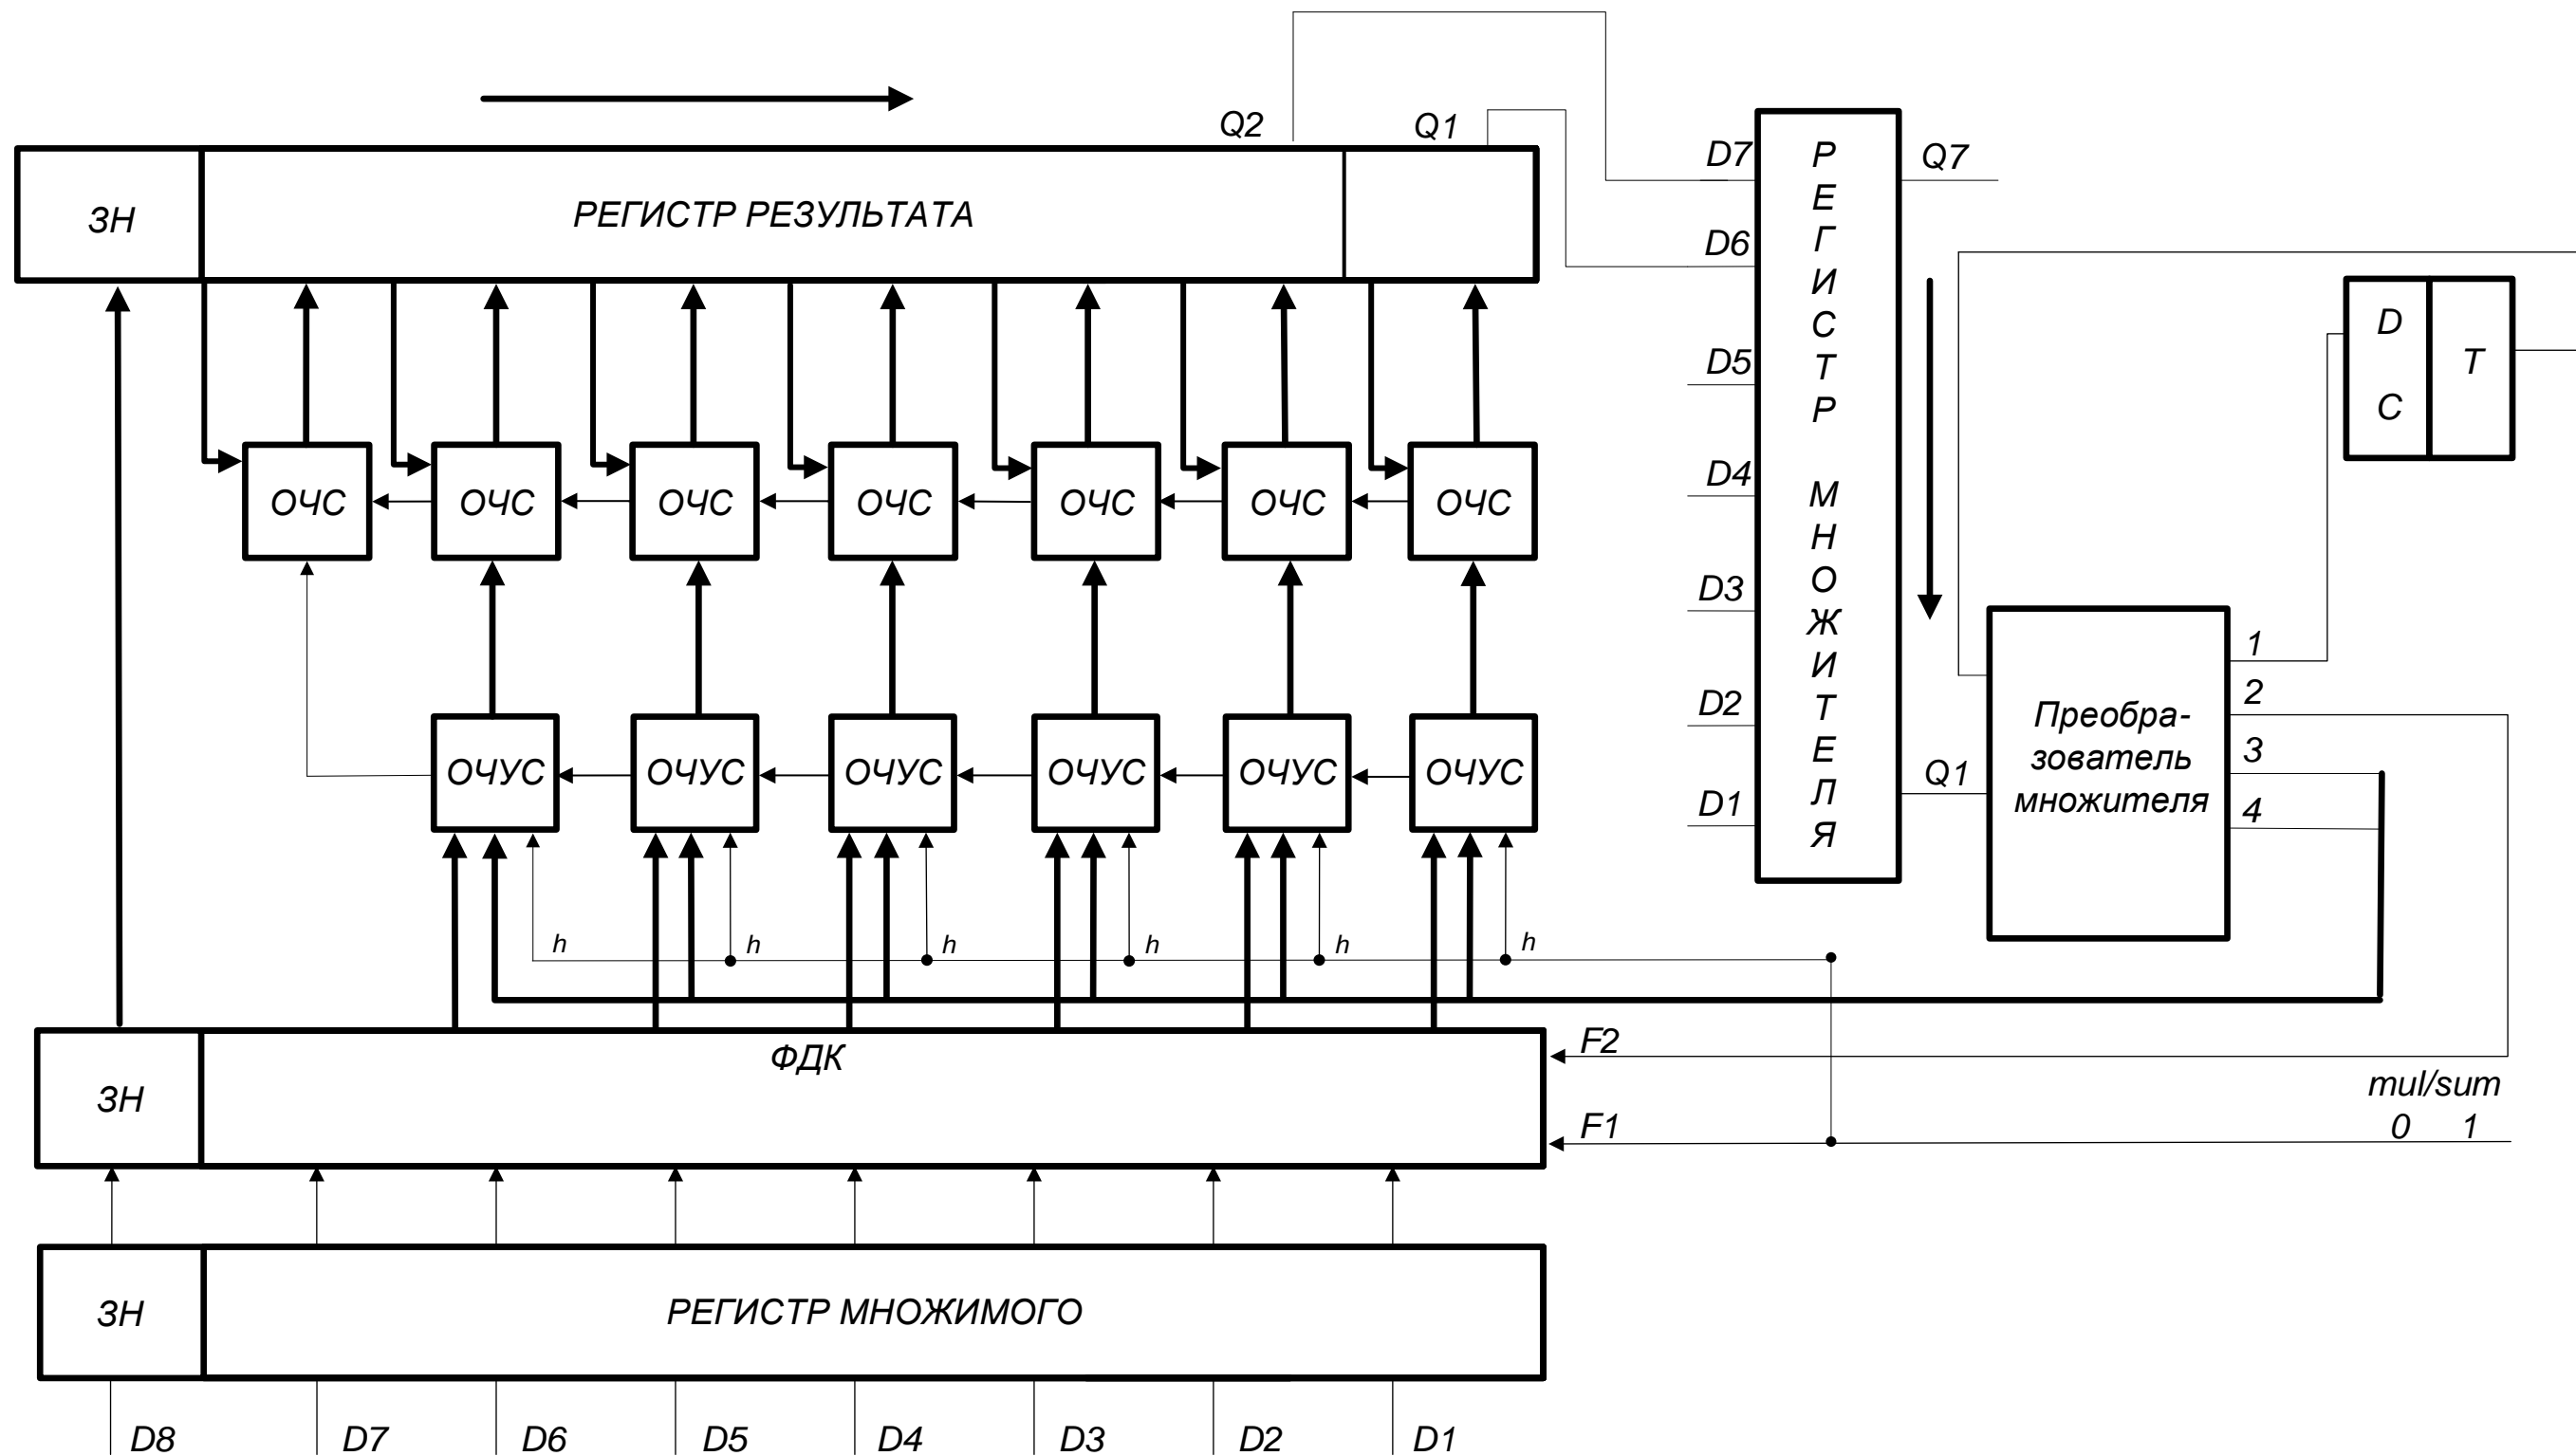 Q2
Q1
ЗН
РЕГИСТР РЕЗУЛЬТАТА
D7
D6
D5
D4
D3
D2
D1
РЕГИСТР МНОЖИТЕЛЯ
Q7
Q1
D
C
T
Преобра-
зователь
множителя
1
2
3
4
ОЧС ОЧС ОЧС ОЧС ОЧС ОЧС ОЧС
ОЧУС ОЧУС ОЧУС ОЧУС ОЧУС ОЧУС
h h h h h h
ЗН
ФДК
F2
F1
mul/sum
0 1
ЗН
РЕГИСТР МНОЖИМОГО
D8 D7 D6 D5 D4 D3 D2 D1